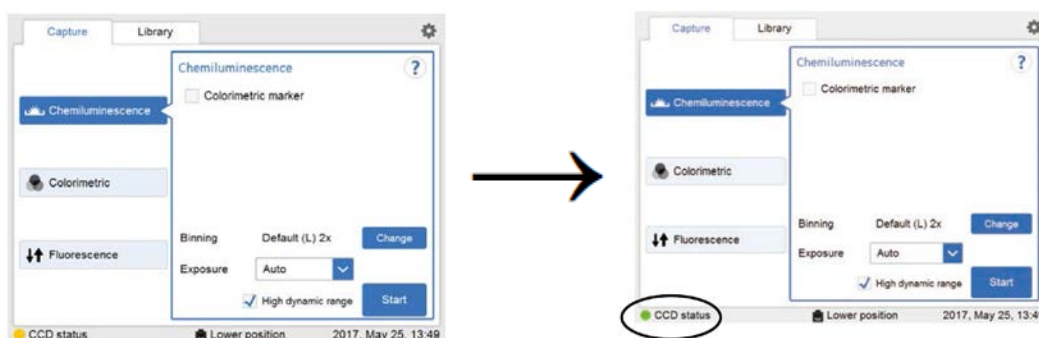 Capture Library
Chemiluminescence ?
Colorimetric marker
Chemiluminescence
Colorimetric
Binning Default (L) 2x Change
Fluorescence
Exposure Auto
High dynamic range Start
CCD status Lower position 2017, May 25, 13:49
Capture Library
Chemiluminescence ?
Colorimetric marker
Chemiluminescence
Colorimetric
Binning Default (L) 2x Change
Fluorescence
Exposure Auto
High dynamic range Start
CCD status Lower position 2017, May 25, 13:4